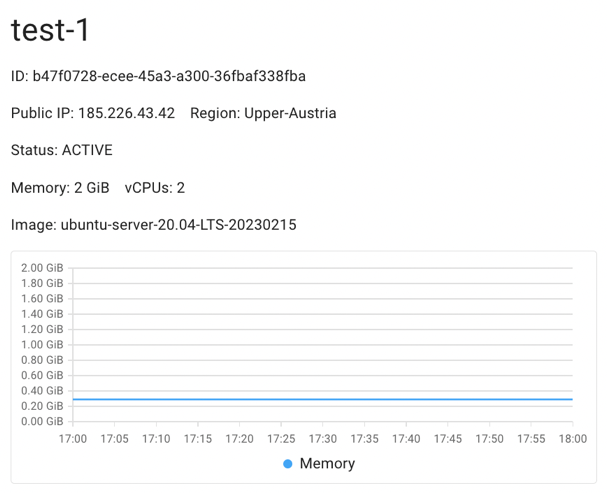 test-1
ID: b47f0728-ecee-45a3-a300-36fbaf338fba
Public IP: 185.226.43.42 Region: Upper-Austria
Status: ACTIVE
Memory: 2 GiB vCPUs: 2
Image: ubuntu-server-20.04-LTS-20230215
2.00 GiB
1.80 GiB
1.60 GiB
1.40 GiB
1.20 GiB
1.00 GiB
0.80 GiB
0.60 GiB
0.40 GiB
0.20 GiB
0.00 GiB
17:00 17:05 17:10 17:15 17:20 17:25 17:30 17:35 17:40 17:45 17:50 17:55 18:00
Memory